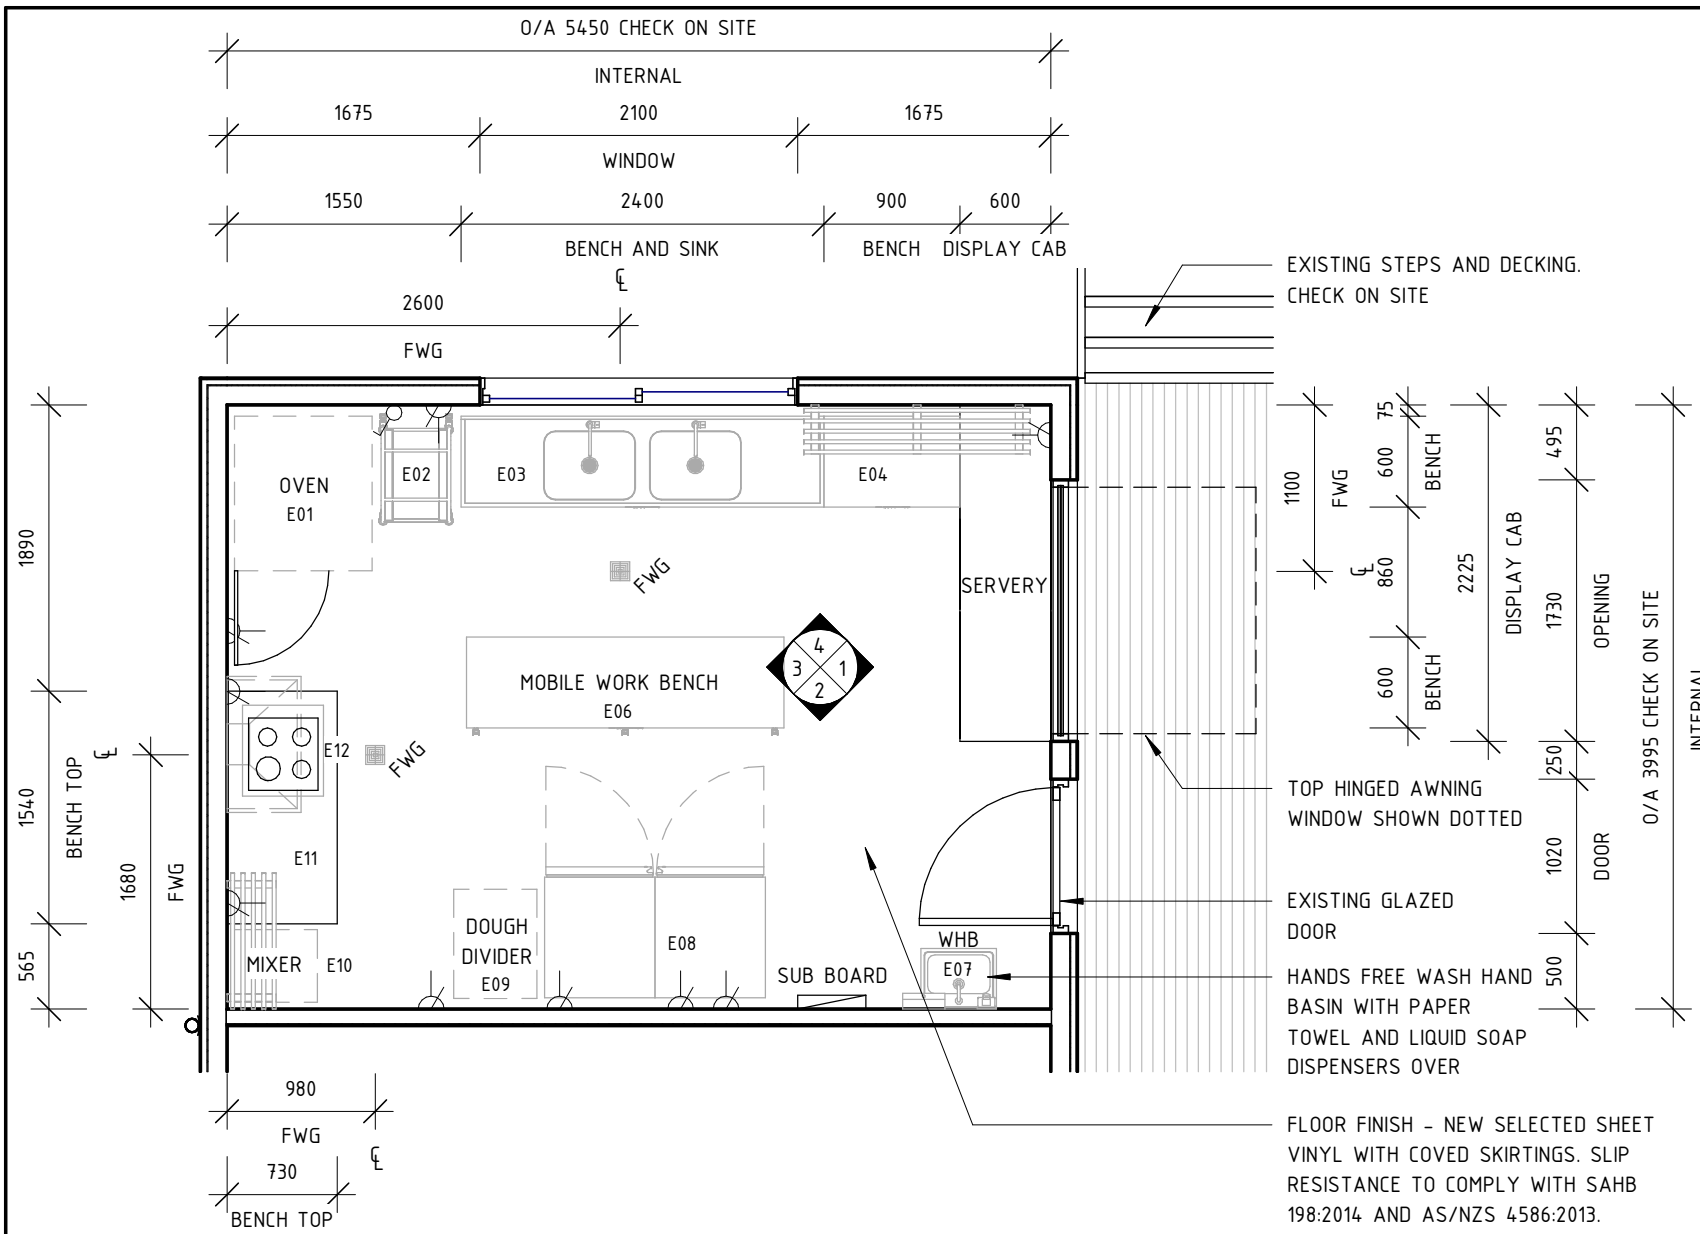 O/A 5450 CHECK ON SITE
INTERNAL
1675
2100
1675
WINDOW
1550
2400
900
600
BENCH AND SINK
BENCH
DISPLAY CAB
℄
2600
FWG
EXISTING STEPS AND DECKING.
CHECK ON SITE
OVEN
E01
E02
E03
E04
FWG
SERVERY
MOBILE WORK BENCH
E06
4
3
1
2
E12
FWG
E11
DOUGH
DIVIDER
E09
E08
MIXER
E10
SUB BOARD
WHB
E07
1890
1540
BENCH TOP
565
℄
1680
FWG
980
FWG
℄
730
BENCH TOP
1100
FWG
℄
75
600
BENCH
860
600
BENCH
2225
DISPLAY CAB
495
1730
OPENING
250
1020
DOOR
500
O/A 3995 CHECK ON SITE
INTERNAL
TOP HINGED AWNING
WINDOW SHOWN DOTTED
EXISTING GLAZED
DOOR
HANDS FREE WASH HAND
BASIN WITH PAPER
TOWEL AND LIQUID SOAP
DISPENSERS OVER
FLOOR FINISH - NEW SELECTED SHEET
VINYL WITH COVED SKIRTINGS. SLIP
RESISTANCE TO COMPLY WITH SAHB
198:2014 AND AS/NZS 4586:2013.